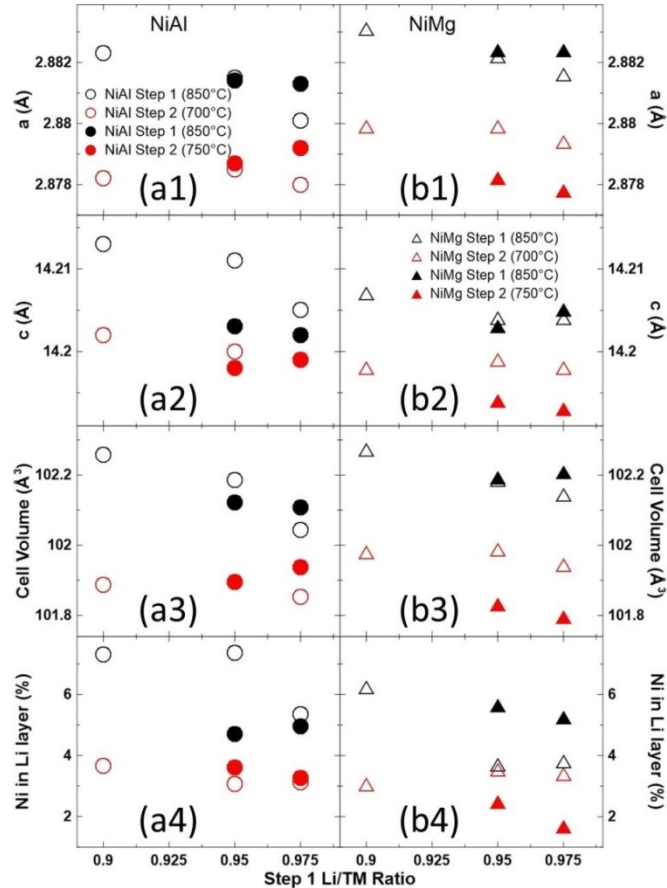 NiAl
NiMg
2.882
2.88
2.878
a (Å)
NiAl Step 1 (850°C)
NiAl Step 2 (700°C)
NiAl Step 1 (850°C)
NiAl Step 2 (750°C)
(a1)
(b1)
2.882
2.88
2.878
a (Å)
14.21
14.2
c (Å)
(a2)
NiMg Step 1 (850°C)
NiMg Step 2 (700°C)
NiMg Step 1 (850°C)
NiMg Step 2 (750°C)
(b2)
14.21
14.2
c (Å)
102.2
102
101.8
Cell Volume (Å³)
(a3)
(b3)
102.2
102
101.8
Cell Volume (Å³)
6
4
2
Ni in Li layer (%)
(a4)
(b4)
6
4
2
Ni in Li layer (%)
0.9 0.925 0.95 0.975 0.9 0.925 0.95 0.975
Step 1 Li/TM Ratio